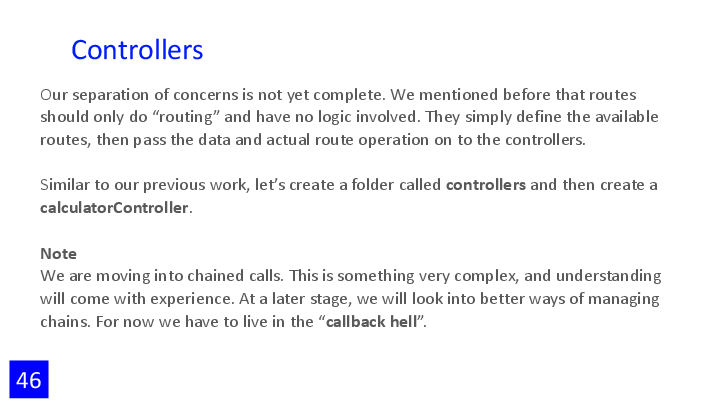 Controllers
Our separation of concerns is not yet complete. We mentioned before that routes
should only do “routing” and have no logic involved. They simply define the available
routes, then pass the data and actual route operation on to the controllers.
Similar to our previous work, let’s create a folder called controllers and then create a
calculatorController.
Note
We are moving into chained calls. This is something very complex, and understanding
will come with experience. At a later stage, we will look into better ways of managing
chains. For now we have to live in the “callback hell”.
46